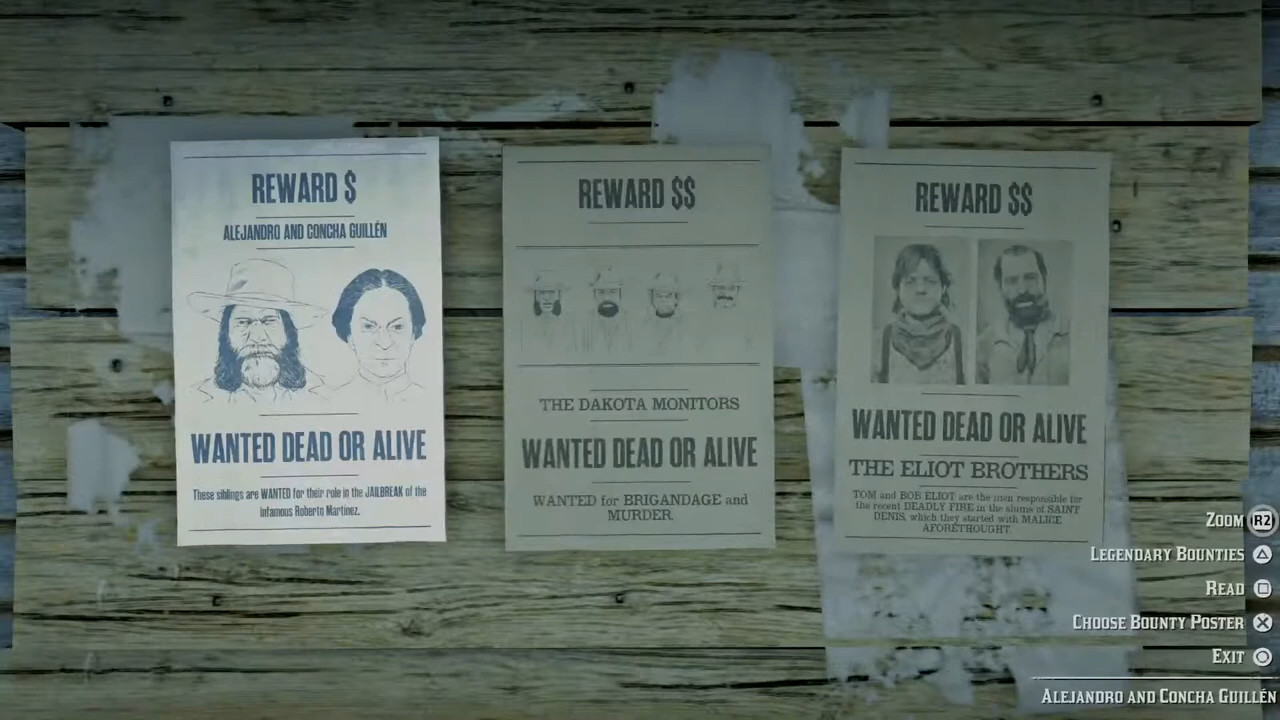 REWARD $
ALEJANDRO AND CONCHA GUILLÉN
WANTED DEAD OR ALIVE
These siblings are WANTED for their role in the JAILBREAK of the
infamous Roberto Martinez.
REWARD $$
THE DAKOTA MONITORS
WANTED DEAD OR ALIVE
WANTED for BRIGANDAGE and
MURDER.
REWARD $$
WANTED DEAD OR ALIVE
THE ELIOT BROTHERS
TOM and BOB ELIOT are the men responsible for
the recent DEADLY FIRE in the slums of SAINT
DENIS, which they started with MALICE
AFORETHOUGHT.
ZOOM R2
LEGENDARY BOUNTIES
READ
CHOOSE BOUNTY POSTER
EXIT
ALEJANDRO AND CONCHA GUILLÉN